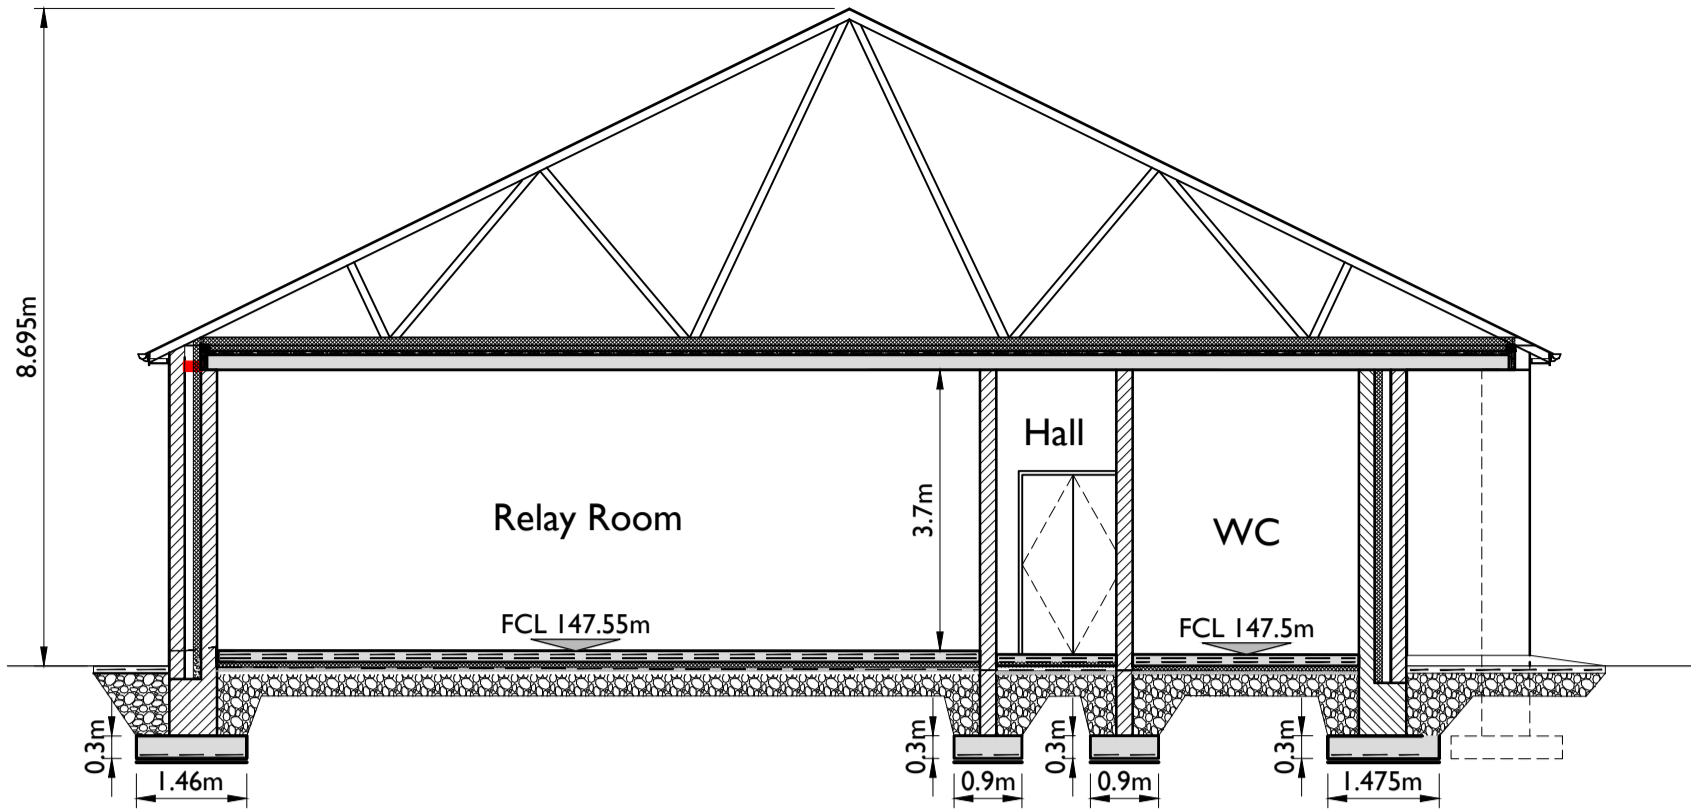 8.695m
Hall
3.7m
Relay Room
WC
FCL 147.55m
FCL 147.5m
0.3m
0.3m
0.3m
0.3m
1.46m
0.9m
0.9m
1.475m